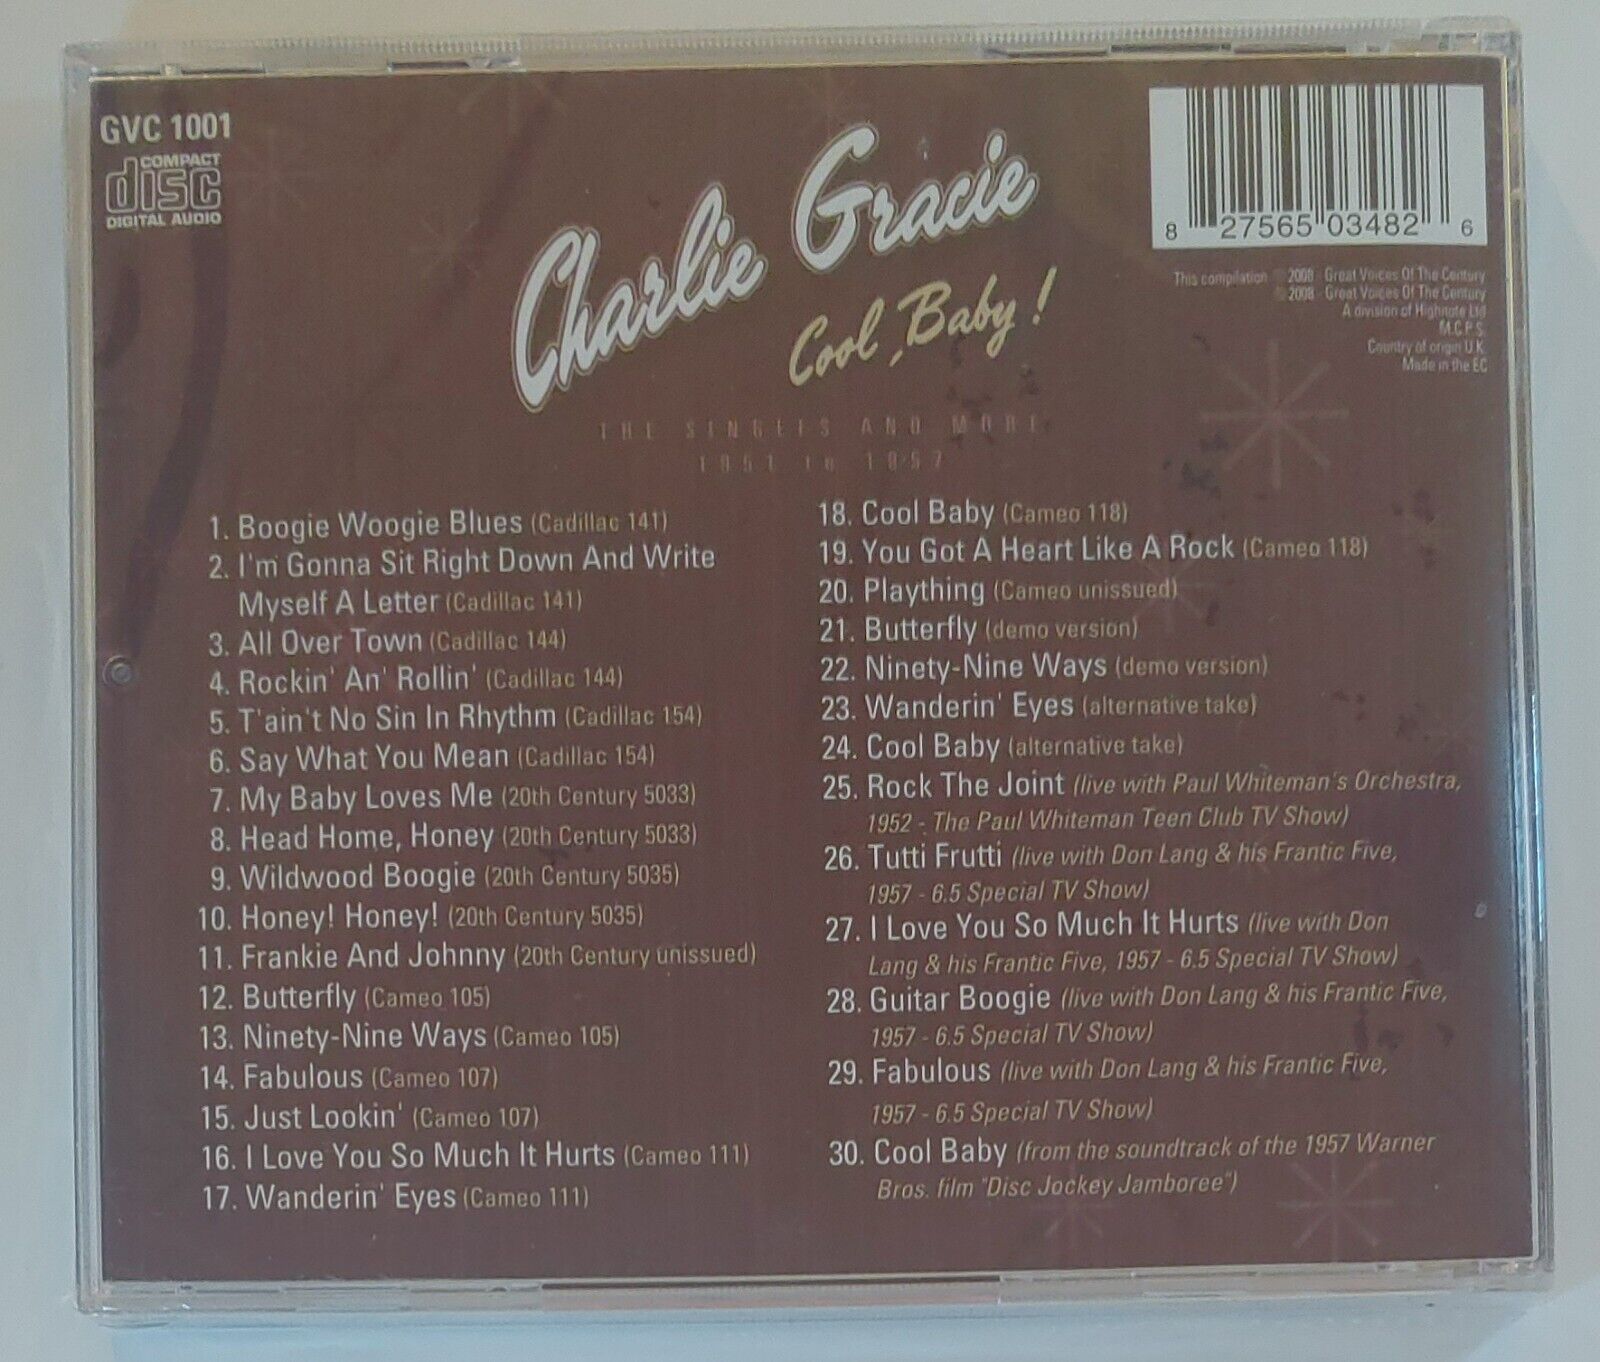 GVC 1001
COMPACT
disc
DIGITAL AUDIO
Charlie Gracie
Cool, Baby!
THE SINGLES AND MORE
1951 to 1957
8 27565 03482 6
This compilation ℗ 2008 - Great Voices Of The Century
© 2008 - Great Voices Of The Century
A division of Highnote Ltd
M.C.P.S.
Country of origin U.K.
Made in the EC
1. Boogie Woogie Blues (Cadillac 141)
2. I'm Gonna Sit Right Down And Write
Myself A Letter (Cadillac 141)
3. All Over Town (Cadillac 144)
4. Rockin' An' Rollin' (Cadillac 144)
5. T'ain't No Sin In Rhythm (Cadillac 154)
6. Say What You Mean (Cadillac 154)
7. My Baby Loves Me (20th Century 5033)
8. Head Home, Honey (20th Century 5033)
9. Wildwood Boogie (20th Century 5035)
10. Honey! Honey! (20th Century 5035)
11. Frankie And Johnny (20th Century unissued)
12. Butterfly (Cameo 105)
13. Ninety-Nine Ways (Cameo 105)
14. Fabulous (Cameo 107)
15. Just Lookin' (Cameo 107)
16. I Love You So Much It Hurts (Cameo 111)
17. Wanderin' Eyes (Cameo 111)
18. Cool Baby (Cameo 118)
19. You Got A Heart Like A Rock (Cameo 118)
20. Plaything (Cameo unissued)
21. Butterfly (demo version)
22. Ninety-Nine Ways (demo version)
23. Wanderin' Eyes (alternative take)
24. Cool Baby (alternative take)
25. Rock The Joint (live with Paul Whiteman's Orchestra,
1952 - The Paul Whiteman Teen Club TV Show)
26. Tutti Frutti (live with Don Lang & his Frantic Five,
1957 - 6.5 Special TV Show)
27. I Love You So Much It Hurts (live with Don
Lang & his Frantic Five, 1957 - 6.5 Special TV Show)
28. Guitar Boogie (live with Don Lang & his Frantic Five,
1957 - 6.5 Special TV Show)
29. Fabulous (live with Don Lang & his Frantic Five,
1957 - 6.5 Special TV Show)
30. Cool Baby (from the soundtrack of the 1957 Warner
Bros. film "Disc Jockey Jamboree")